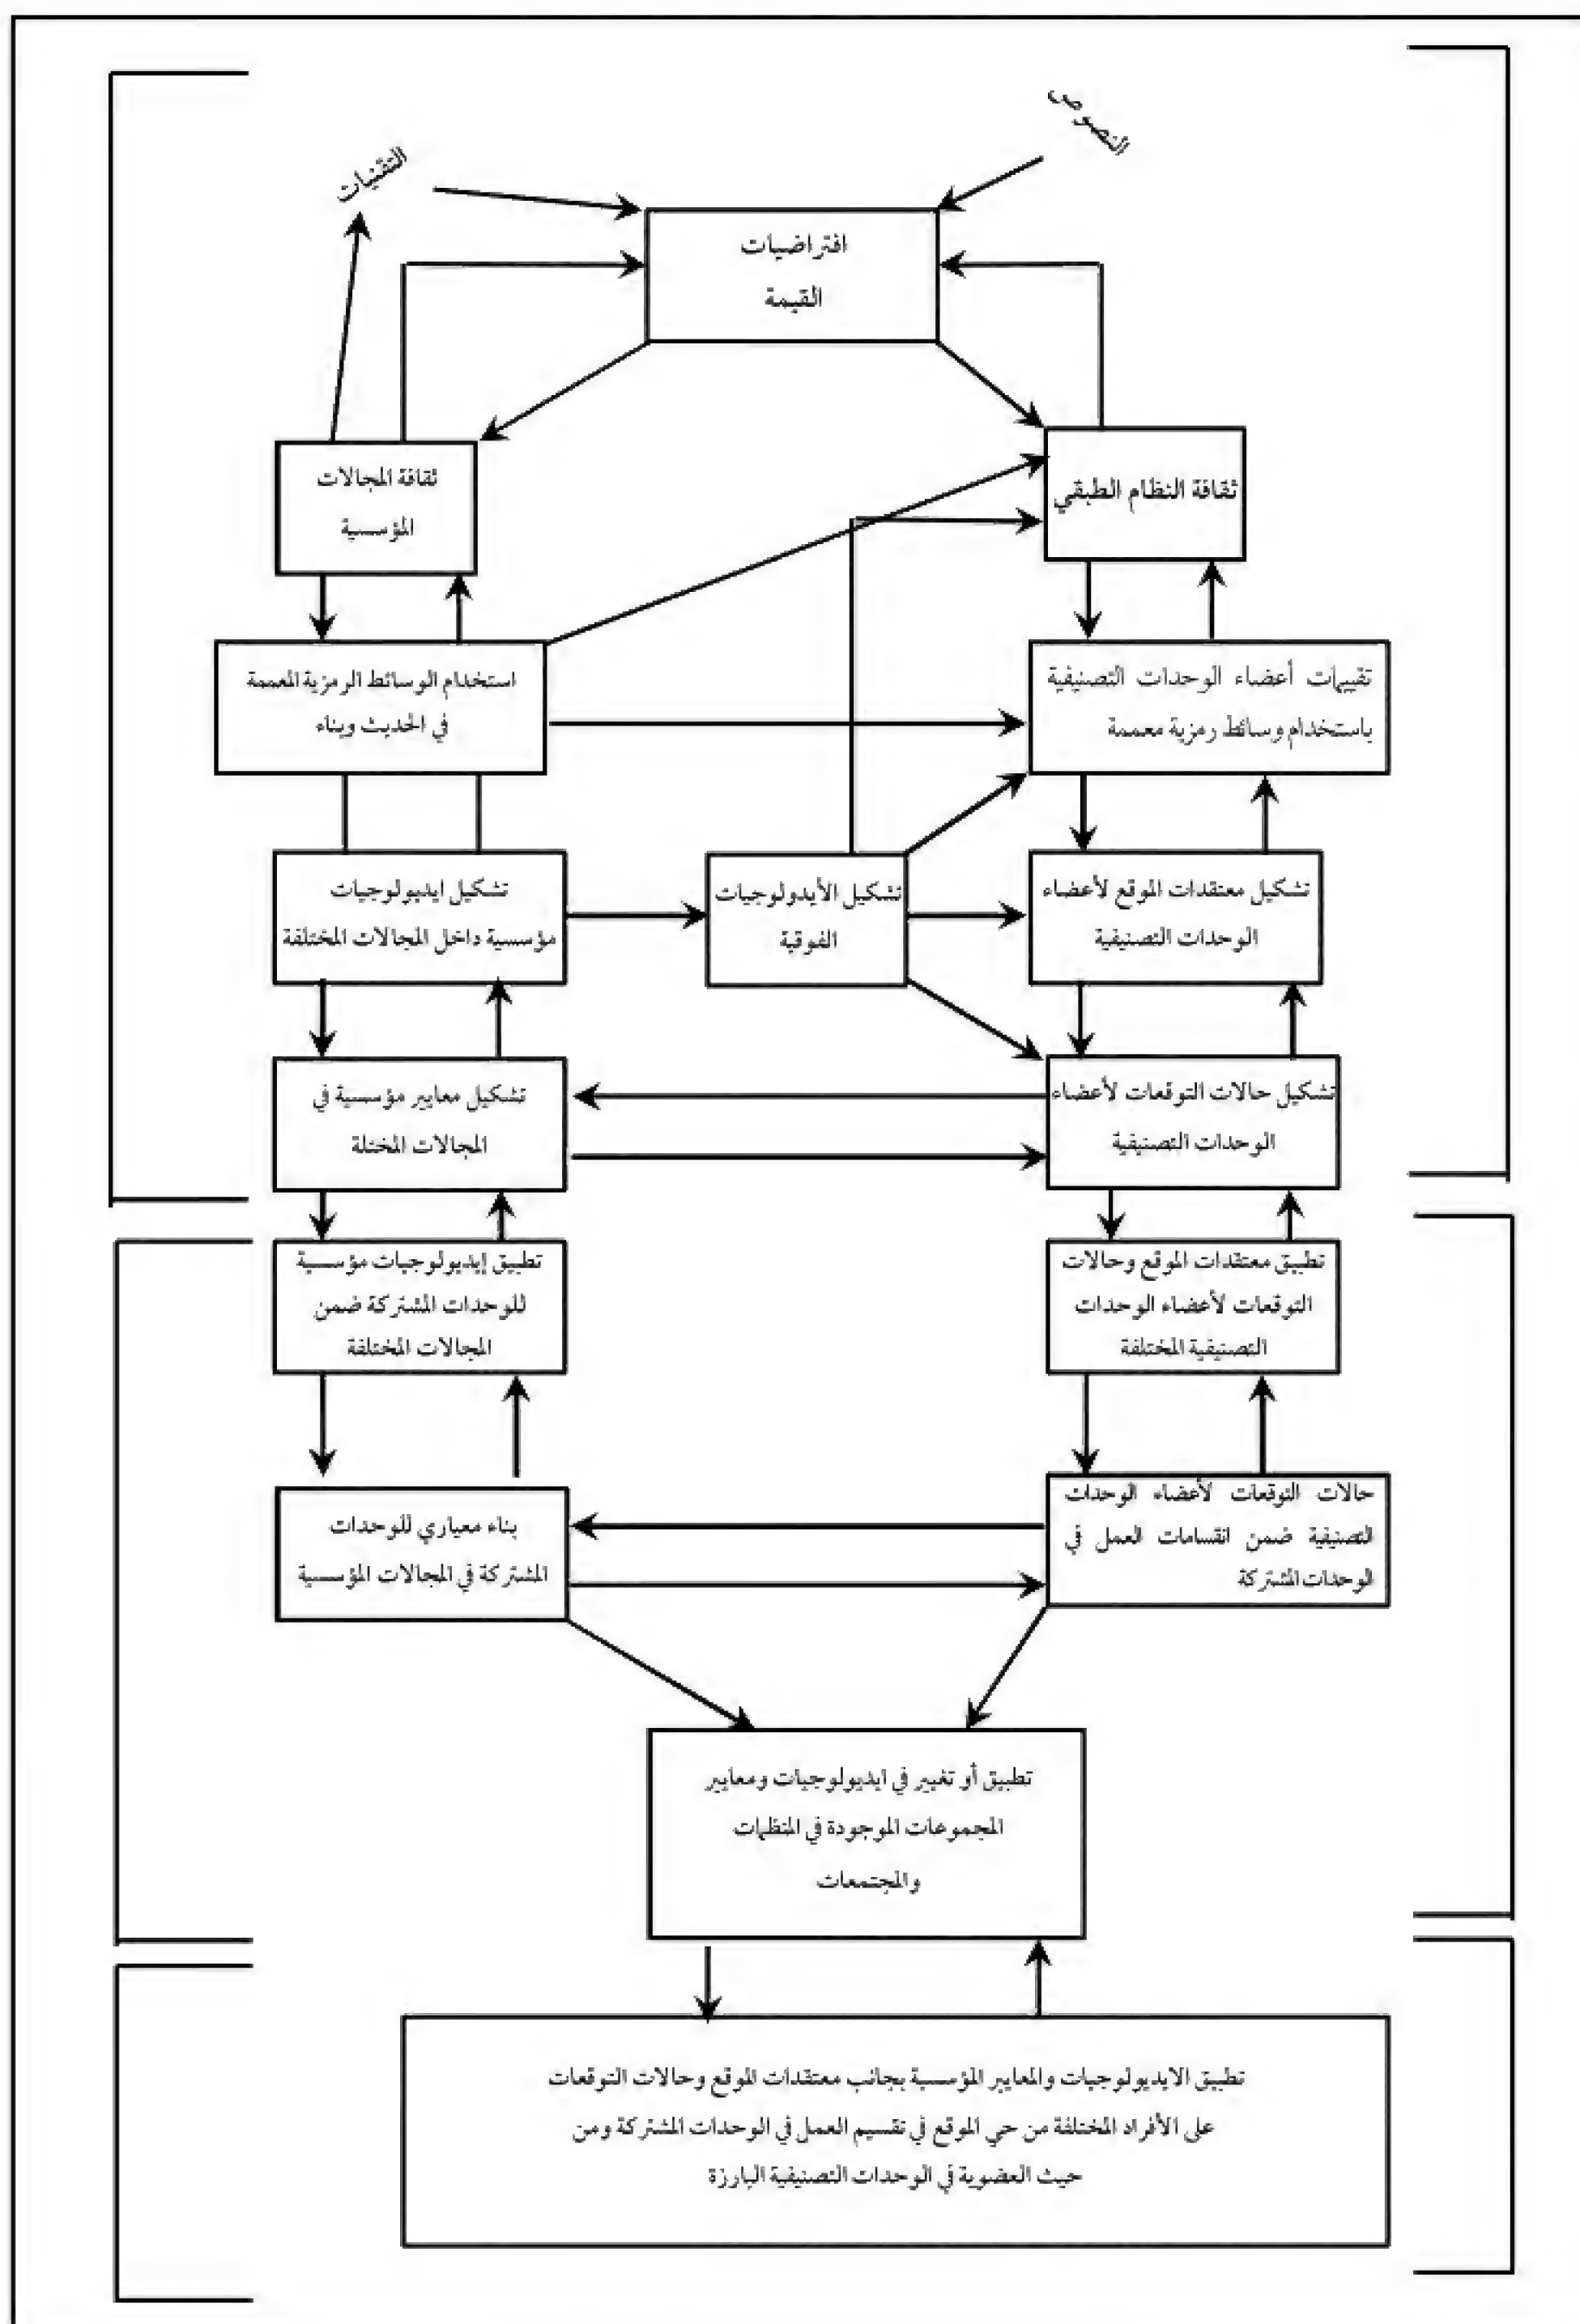 النصوص
التقنيات
افتراضيات
القيمة
ثقافة النظام الطبقي
ثقافة المجالات
المؤسسية
تقييمات أعضاء الوحدات التصنيفية
باستخدام وسائط رمزية معممة
استخدام الوسائط الرمزية المعممة
في الحديث وبناء
تشكيل معتقدات الموقع لأعضاء
الوحدات التصنيفية
تشكيل الأيدولوجيات
الفوقية
تشكيل ايديولوجيات
مؤسسية داخل المجالات المختلفة
تشكيل حالات التوقعات لأعضاء
الوحدات التصنيفية
تشكيل معايير مؤسسية في
المجالات المختلة
تطبيق معتقدات الموقع وحالات
التوقعات لأعضاء الوحدات
التصنيفية المختلفة
تطبيق إيديولوجيات مؤسسية
للوحدات المشتركة ضمن
المجالات المختلفة
حالات التوقعات لأعضاء الوحدات
التصنيفية ضمن انقسامات العمل في
الوحدات المشتركة
بناء معياري للوحدات
المشتركة في المجالات المؤسسية
تطبيق أو تغيير في ايديولوجيات ومعايير
المجموعات الموجودة في المنظمات
والمجتمعات
تطبيق الايديولوجيات والمعايير المؤسسية بجانب معتقدات الموقع وحالات التوقعات
على الأفراد المختلفة من حي الموقع في تقسيم العمل في الوحدات المشتركة ومن
حيث العضوية في الوحدات التصنيفية البارزة